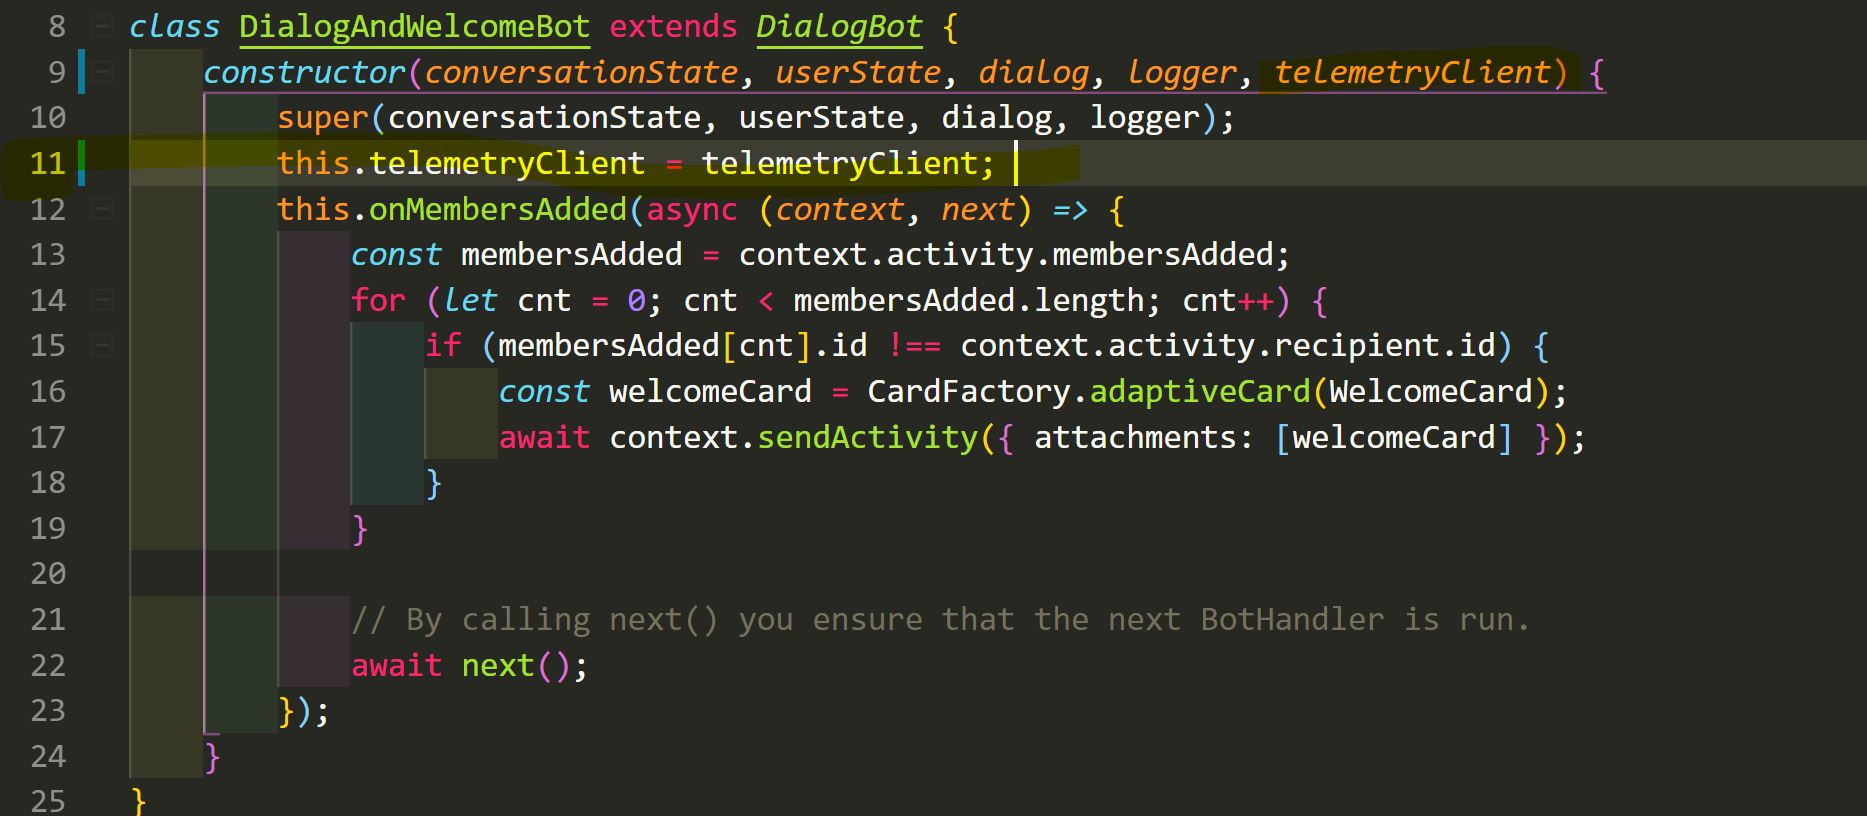 8 class DialogAndWelcomeBot extends DialogBot {
9 constructor(conversationState, userState, dialog, logger, telemetryClient) {
10 super(conversationState, userState, dialog, logger);
11 this.telemetryClient = telemetryClient;
12 this.onMembersAdded(async (context, next) => {
13 const membersAdded = context.activity.membersAdded;
14 for (let cnt = 0; cnt < membersAdded.length; cnt++) {
15 if (membersAdded[cnt].id !== context.activity.recipient.id) {
16 const welcomeCard = CardFactory.adaptiveCard(WelcomeCard);
17 await context.sendActivity({ attachments: [welcomeCard] });
18 }
19 }
20
21 // By calling next() you ensure that the next BotHandler is run.
22 await next();
23 });
24 }
25 }